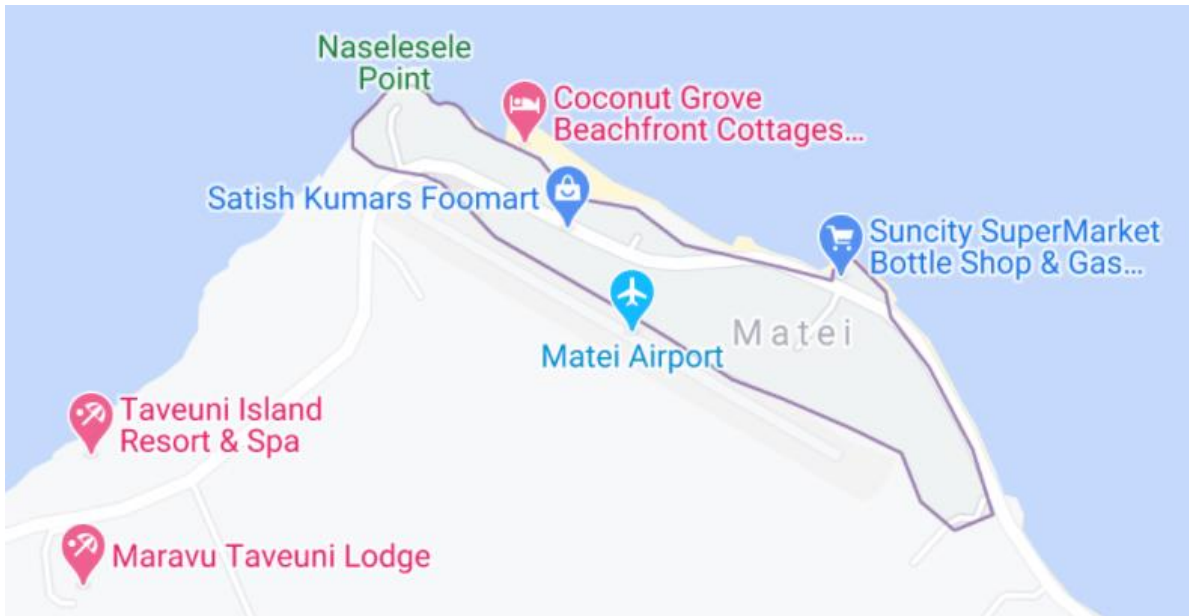 Naselesele
Point
Coconut Grove
Beachfront Cottages...
Satish Kumars Foomart
Suncity SuperMarket
Bottle Shop & Gas...
Matei
Matei Airport
Taveuni Island
Resort & Spa
Maravu Taveuni Lodge